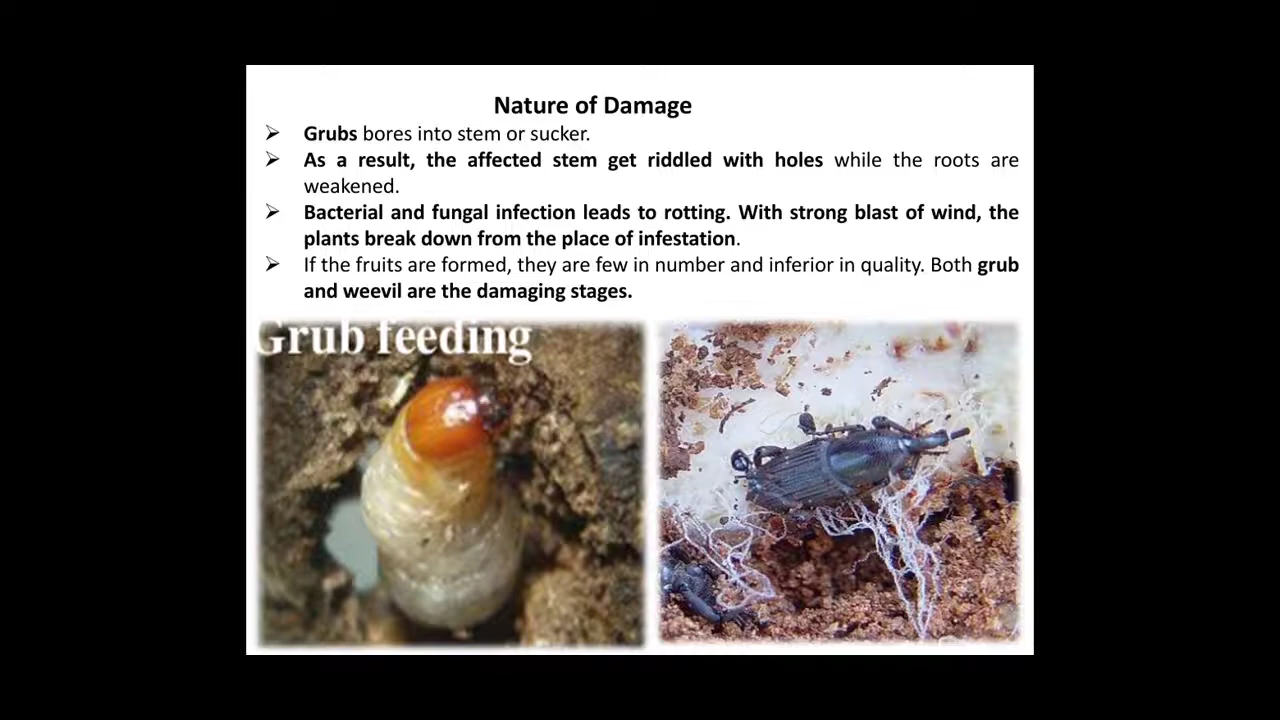 Nature of Damage
➢ Grubs bores into stem or sucker.
➢ As a result, the affected stem get riddled with holes while the roots are
weakened.
➢ Bacterial and fungal infection leads to rotting. With strong blast of wind, the
plants break down from the place of infestation.
➢ If the fruits are formed, they are few in number and inferior in quality. Both grub
and weevil are the damaging stages.
Grub feeding